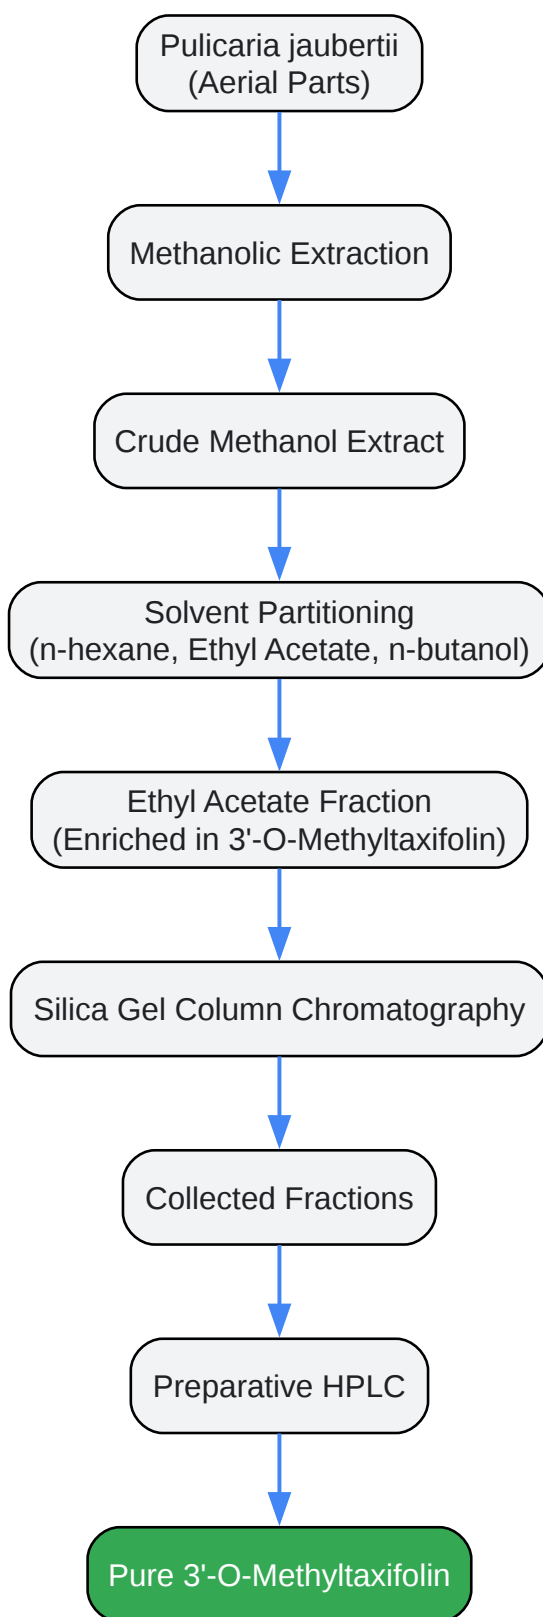 Pulicaria jaubertii
(Aerial Parts)
Methanolic Extraction
Crude Methanol Extract
Solvent Partitioning
(n-hexane, Ethyl Acetate, n-butanol)
Ethyl Acetate Fraction
(Enriched in 3'-O-Methyltaxifolin)
Silica Gel Column Chromatography
Collected Fractions
Preparative HPLC
Pure 3'-O-Methyltaxifolin